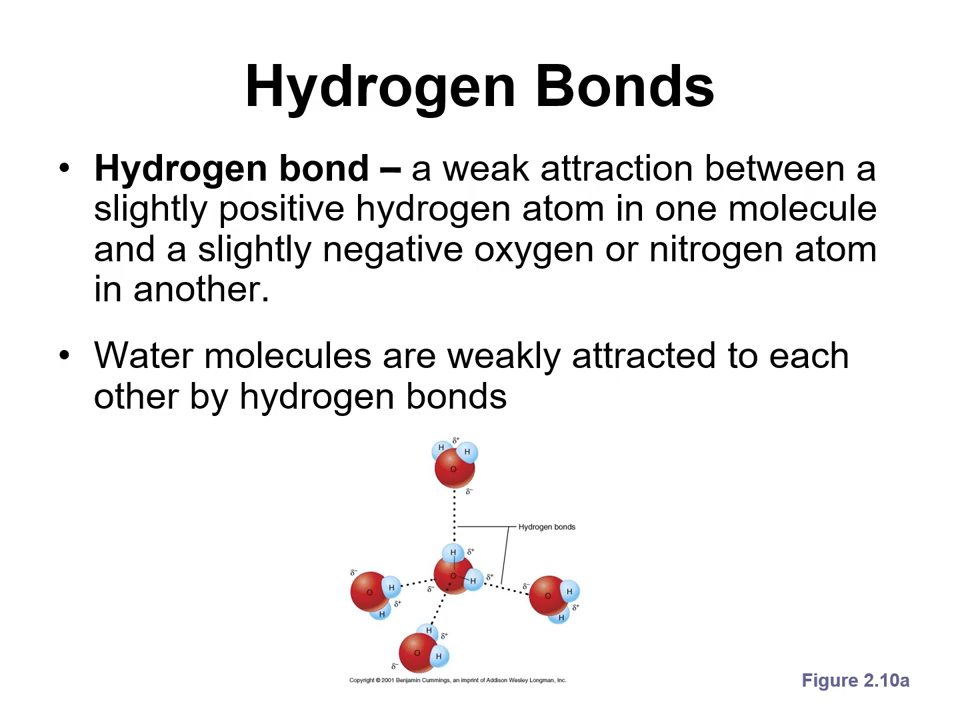 Hydrogen Bonds
• Hydrogen bond – a weak attraction between a
slightly positive hydrogen atom in one molecule
and a slightly negative oxygen or nitrogen atom
in another.
• Water molecules are weakly attracted to each
other by hydrogen bonds
δ+
H
H
O
δ−
Hydrogen bonds
H
δ+
δ−
O
H
δ+
δ−
H
O
δ−
δ+
H
O
H
δ+
H
H
δ+
O
H
δ−
Copyright © 2001 Benjamin Cummings, an imprint of Addison Wesley Longman, Inc.
Figure 2.10a